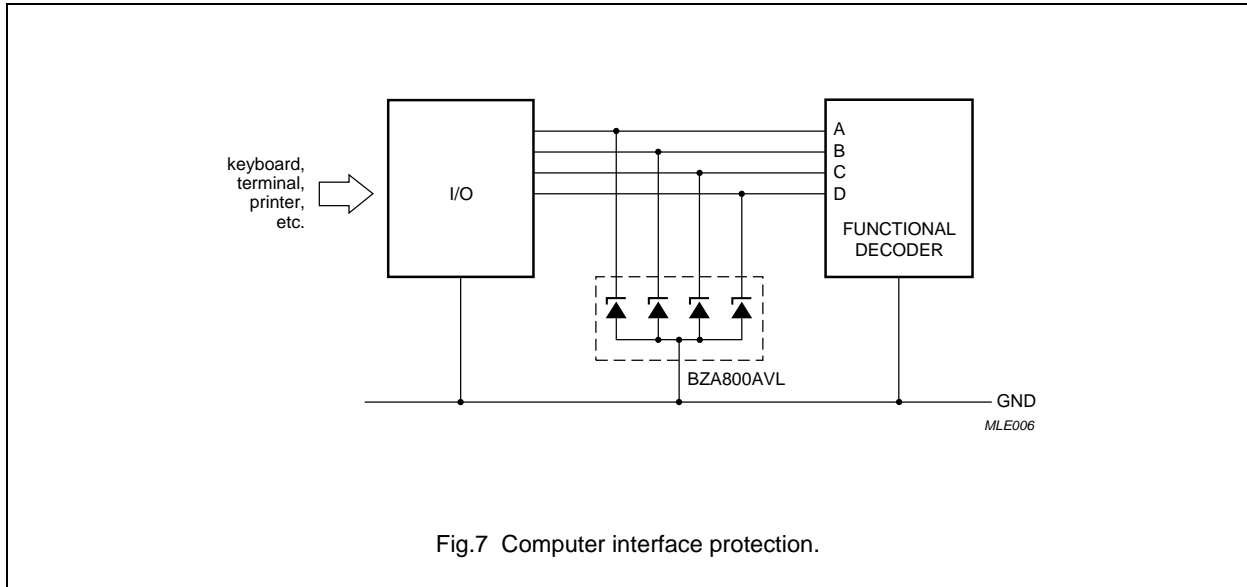 keyboard,
terminal,
printer,
etc.
I/O
A
B
C
D
FUNCTIONAL
DECODER
BZA800AVL
GND
MLE006
Fig.7 Computer interface protection.